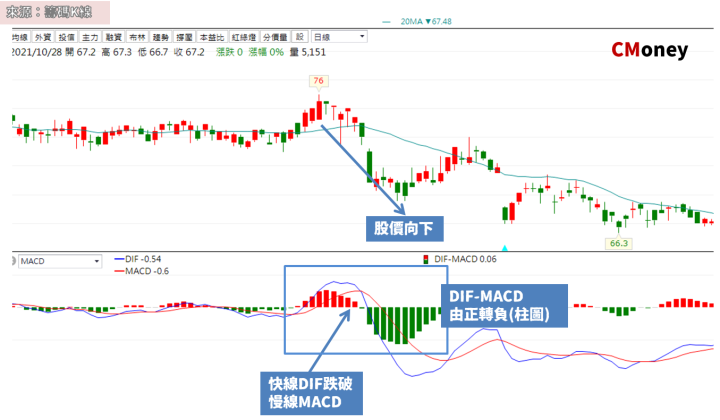 來源：籌碼K線
20MA ▼67.48
均線 外資 投信 主力 融資 布林 趨勢 撐壓 本益比 紅綠燈 分價量 股 日線
2021/10/28 開 67.2 高 67.3 低 66.7 收 67.2 漲跌 0 漲幅 0% 量 5,151
CMoney
76
股價向下
66.3
MACD
DIF -0.54
MACD -0.6
DIF-MACD 0.06
DIF-MACD
由正轉負(柱圖)
快線DIF跌破
慢線MACD